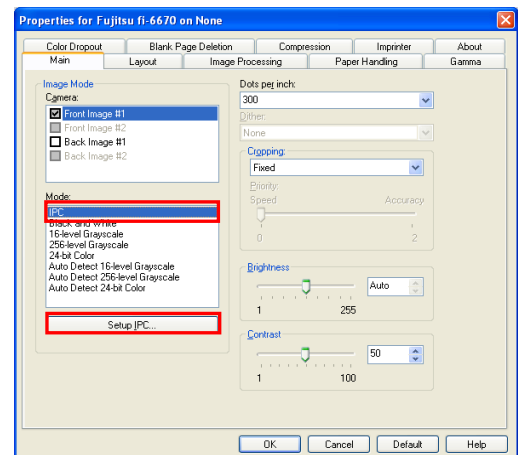 Properties for Fujitsu fi-6670 on None
Color Dropout
Blank Page Deletion
Compression
Imprinter
About
Main
Layout
Image Processing
Paper Handling
Gamma
Image Mode
Camera:
Front Image #1
Front Image #2
Back Image #1
Back Image #2
Mode:
IPC
Black and White
16-level Grayscale
256-level Grayscale
24-bit Color
Auto Detect 16-level Grayscale
Auto Detect 256-level Grayscale
Auto Detect 24-bit Color
Setup IPC...
Dots per inch:
300
Dither:
None
Cropping:
Fixed
Priority:
Speed Accuracy
0 2
Brightness
Auto
1 255
Contrast
50
1 100
OK
Cancel
Default
Help